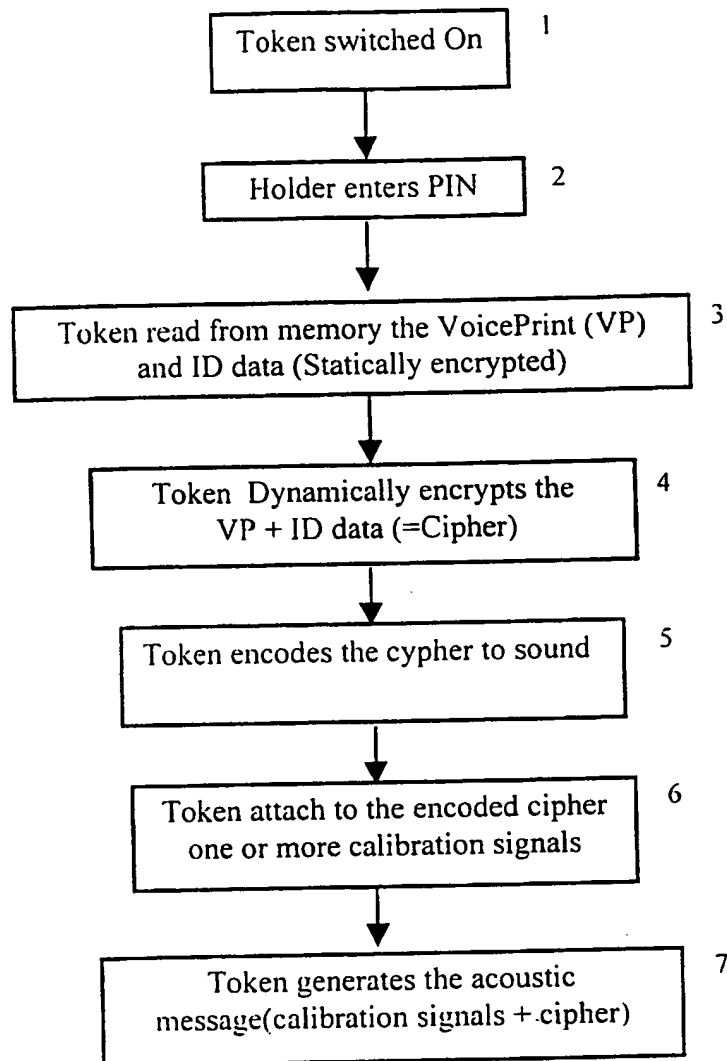 Token switched On
1
Holder enters PIN
2
Token read from memory the VoicePrint (VP)
and ID data (Statically encrypted)
3
Token Dynamically encrypts the
VP + ID data (=Cipher)
4
Token encodes the cypher to sound
5
Token attach to the encoded cipher
one or more calibration signals
6
Token generates the acoustic
message(calibration signals + cipher)
7